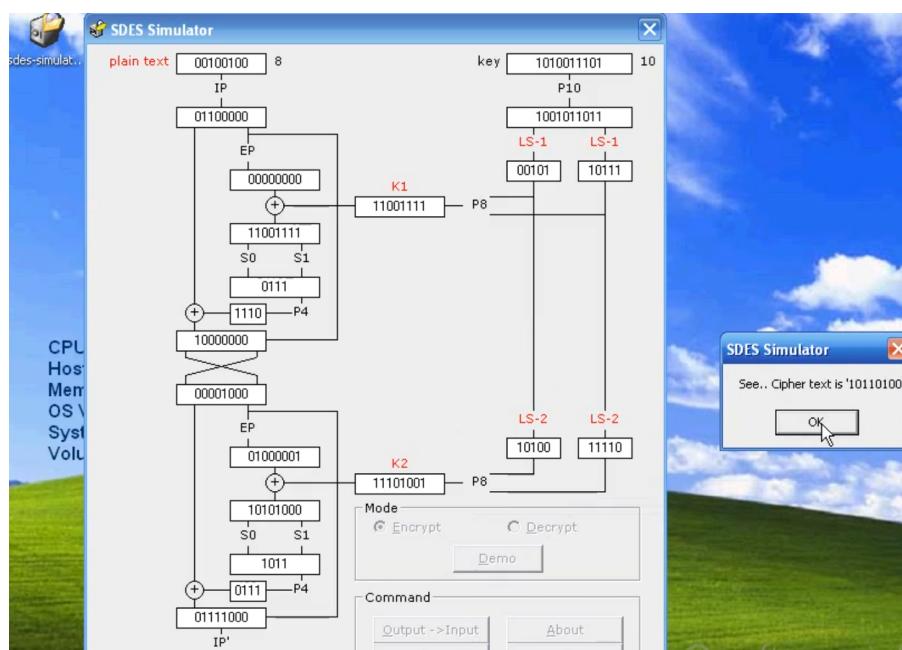 sdes-simulat..
SDES Simulator
plain text 00100100 8
key 1010011101 10
IP
P10
01100000
1001011011
LS-1 LS-1
EP
00101 10111
00000000
K1
11001111
P8
11001111
S0 S1
0111
1110
P4
10000000
00001000
LS-2 LS-2
EP
10100 11110
01000001
K2
11101001
P8
10101000
S0 S1
1011
0111
P4
01111000
IP'
Mode
Encrypt Decrypt
Demo
Command
Output ->Input About
CPU
Host
Mem
OS V
Syst
Volu
SDES Simulator
See.. Cipher text is '10110100
OK